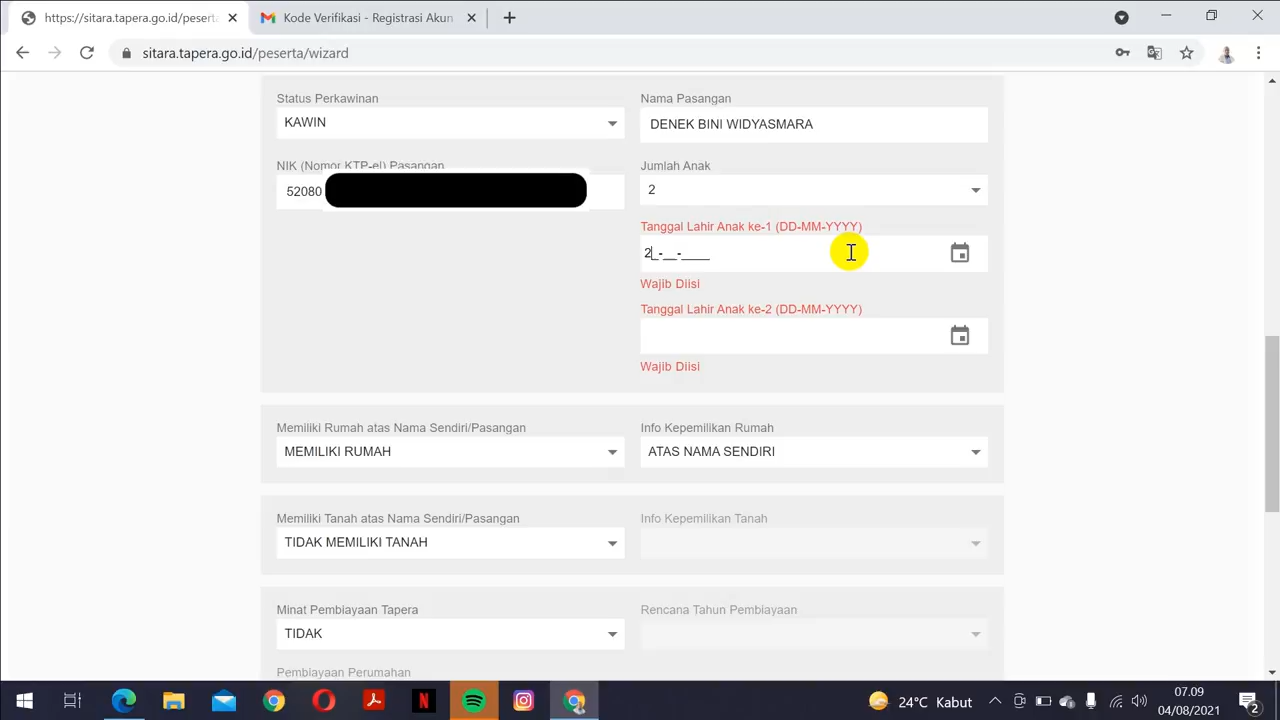 https://sitara.tapera.go.id/peserta
Kode Verifikasi - Registrasi Akun
sitara.tapera.go.id/peserta/wizard
Status Perkawinan
Nama Pasangan
KAWIN
DENEK BINI WIDYASMARA
NIK (Nomor KTP-el) Pasangan
Jumlah Anak
52080
2
Tanggal Lahir Anak ke-1 (DD-MM-YYYY)
2_-__-____
Wajib Diisi
Tanggal Lahir Anak ke-2 (DD-MM-YYYY)
Wajib Diisi
Memiliki Rumah atas Nama Sendiri/Pasangan
Info Kepemilikan Rumah
MEMILIKI RUMAH
ATAS NAMA SENDIRI
Memiliki Tanah atas Nama Sendiri/Pasangan
Info Kepemilikan Tanah
TIDAK MEMILIKI TANAH
Minat Pembiayaan Tapera
Rencana Tahun Pembiayaan
TIDAK
Pembiayaan Perumahan
24°C Kabut
07.09
04/08/2021
2